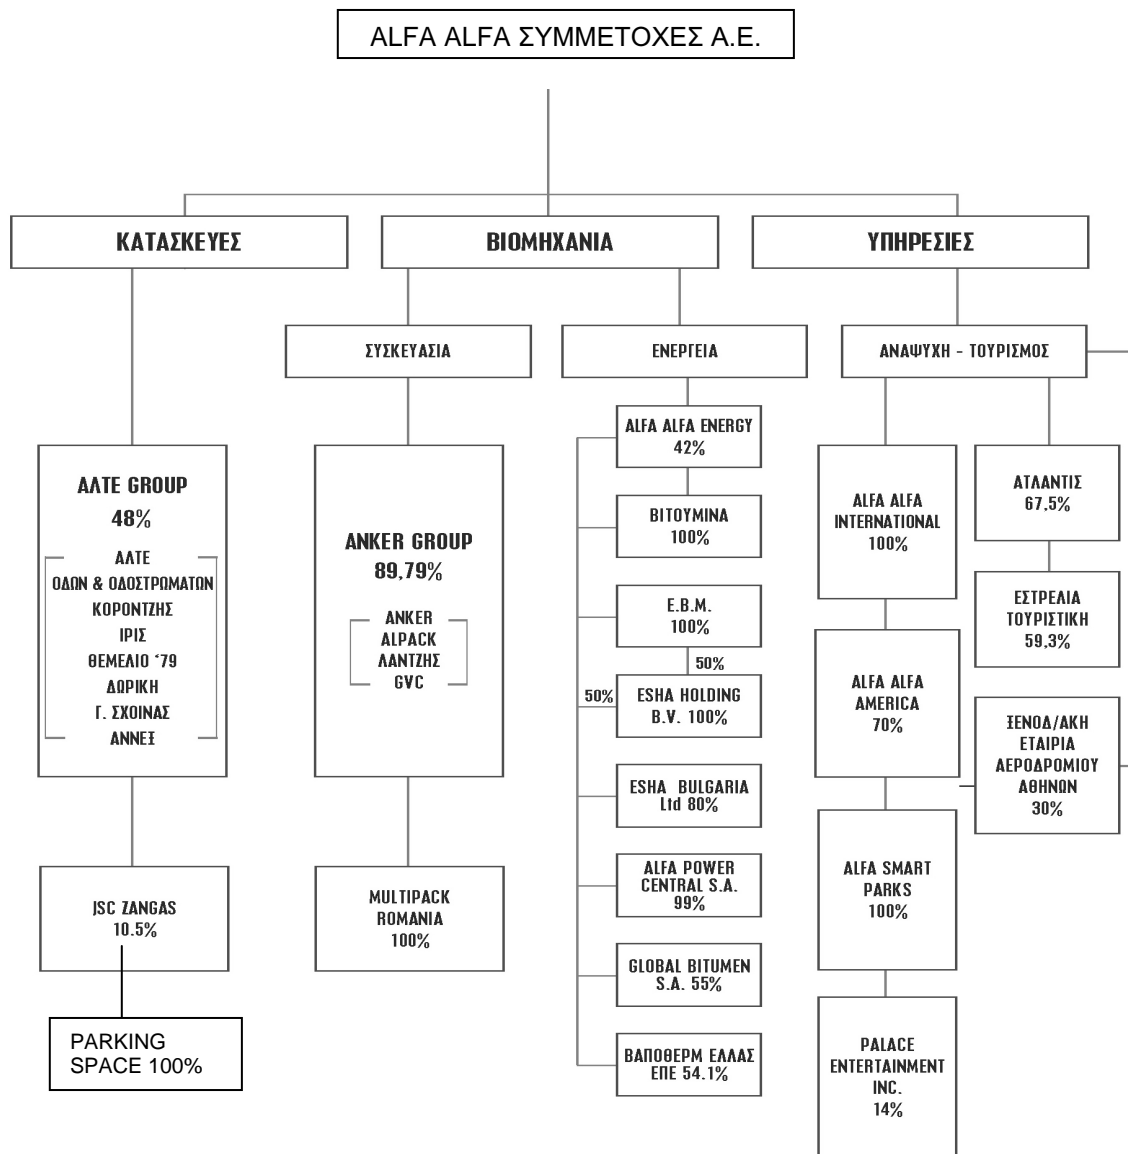 ALFA ALFA ΣΥΜΜΕΤΟΧΕΣ Α.Ε.
ΚΑΤΑΣΚΕΥΕΣ
ΒΙΟΜΗΧΑΝΙΑ
ΥΠΗΡΕΣΙΕΣ
ΣΥΣΚΕΥΑΣΙΑ
ΕΝΕΡΓΕΙΑ
ΑΝΑΨΥΧΗ - ΤΟΥΡΙΣΜΟΣ
ΑΛΤΕ GROUP
48%
ΑΛΤΕ
ΟΔΩΝ & ΟΔΟΣΤΡΩΜΑΤΩΝ
ΚΟΡΟΝΤΖΗΣ
ΙΡΙΣ
ΘΕΜΕΛΙΟ '79
ΔΩΡΙΚΗ
Γ. ΣΧΟΙΝΑΣ
ΑΝΝΕΞ
JSC ZANGAS
10.5%
PARKING
SPACE 100%
ANKER GROUP
89,79%
ANKER
ALPACK
ΛΑΝΤΖΗΣ
GVC
MULTIPACK
ROMANIA
100%
ALFA ALFA ENERGY
42%
ΒΙΤΟΥΜΙΝΑ
100%
Ε.Β.Μ.
100%
50%
50%
ESHA HOLDING
B.V. 100%
ESHA BULGARIA
Ltd 80%
ALFA POWER
CENTRAL S.A.
99%
GLOBAL BITUMEN
S.A. 55%
ΒΑΠΟΘΕΡΜ ΕΛΛΑΣ
ΕΠΕ 54.1%
ALFA ALFA
INTERNATIONAL
100%
ALFA ALFA
AMERICA
70%
ALFA SMART
PARKS
100%
PALACE
ENTERTAINMENT
INC.
14%
ΑΤΛΑΝΤΙΣ
67,5%
ΕΣΤΡΕΛΙΑ
ΤΟΥΡΙΣΤΙΚΗ
59,3%
ΞΕΝΟΔ/ΑΚΗ
ΕΤΑΙΡΙΑ
ΑΕΡΟΔΡΟΜΙΟΥ
ΑΘΗΝΩΝ
30%